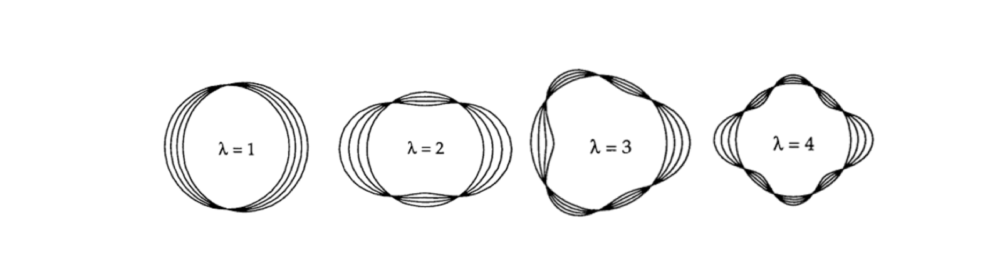 λ = 1
λ = 2
λ = 3
λ = 4